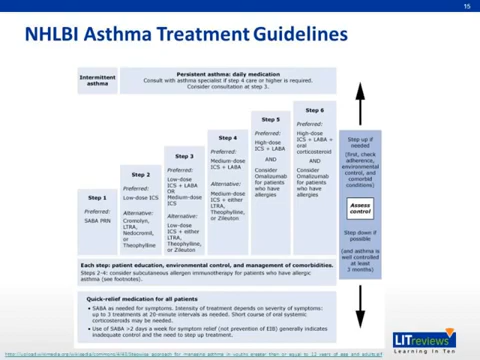 15
NHLBI Asthma Treatment Guidelines
Intermittent
asthma
Persistent asthma: daily medication
Consult with asthma specialist if step 4 care or higher is required.
Consider consultation at step 3.
Step 1
Preferred:
SABA PRN
Step 2
Preferred:
Low-dose ICS
Alternative:
Cromolyn,
LTRA,
Nedocromil,
or
Theophylline
Step 3
Preferred:
Low-dose
ICS + LABA
OR
Medium-dose
ICS
Alternative:
Low-dose
ICS + either
LTRA,
Theophylline,
or Zileuton
Step 4
Preferred:
Medium-dose
ICS + LABA
Alternative:
Medium-dose
ICS + either
LTRA,
Theophylline,
or Zileuton
Step 5
Preferred:
High-dose
ICS + LABA
AND
Consider
Omalizumab
for patients
who have
allergies
Step 6
Preferred:
High-dose
ICS + LABA +
oral
corticosteroid
AND
Consider
Omalizumab
for patients
who have
allergies
Step up if
needed
(first, check
adherence,
environmental
control, and
comorbid
conditions)
Assess
control
Step down if
possible
(and asthma is
well controlled
at least
3 months)
Each step: patient education, environmental control, and management of comorbidities.
Steps 2-4: consider subcutaneous allergen immunotherapy for patients who have allergic
asthma (see footnotes).
Quick-relief medication for all patients
• SABA as needed for symptoms. Intensity of treatment depends on severity of symptoms:
up to three treatments at 20-minute intervals as needed. Short course of oral systemic
corticosteroids may be needed.
• Use of SABA >2 days a week for symptom relief (not prevention of EIB) generally indicates
inadequate control and the need to step up treatment.
LITreviews
Learning in Ten